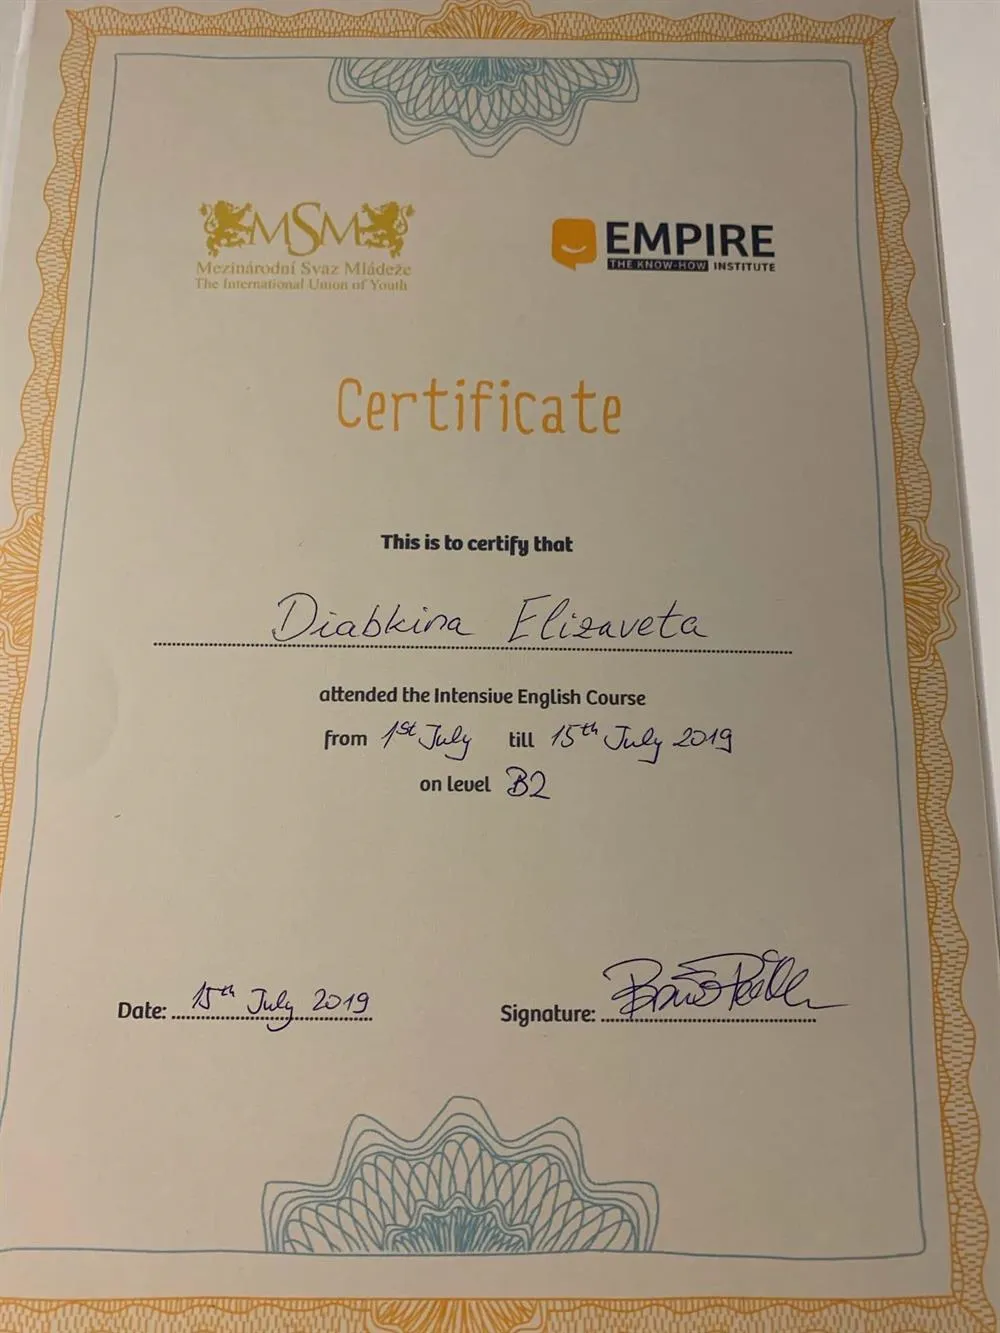 MSM
Mezinárodní Svaz Mládeže
The International Union of Youth
EMPIRE
THE KNOW-HOW INSTITUTE
Certificate
This is to certify that
Diabkina Elizaveta
attended the Intensive English Course
from 1st July till 15th July 2019
on level B2
Date: 15th July 2019
Signature: